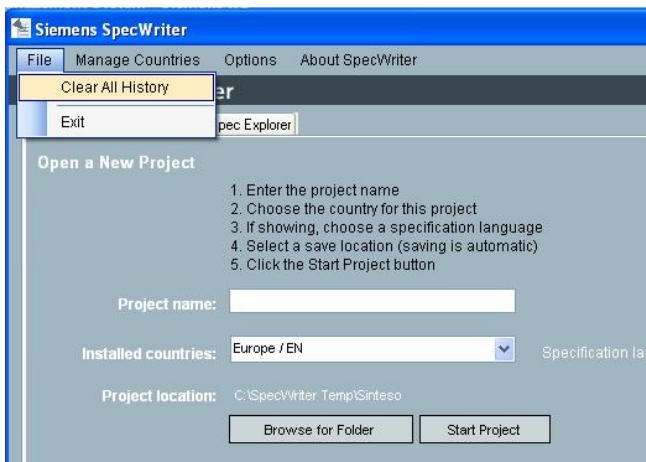 Siemens SpecWriter
File Manage Countries Options About SpecWriter
Clear All History
er
Exit
pec Explorer
Open a New Project
1. Enter the project name
2. Choose the country for this project
3. If showing, choose a specification language
4. Select a save location (saving is automatic)
5. Click the Start Project button
Project name:
Installed countries: Europe / EN Specification la
Project location: C:\SpecWriter Temp\Sinteso
Browse for Folder Start Project